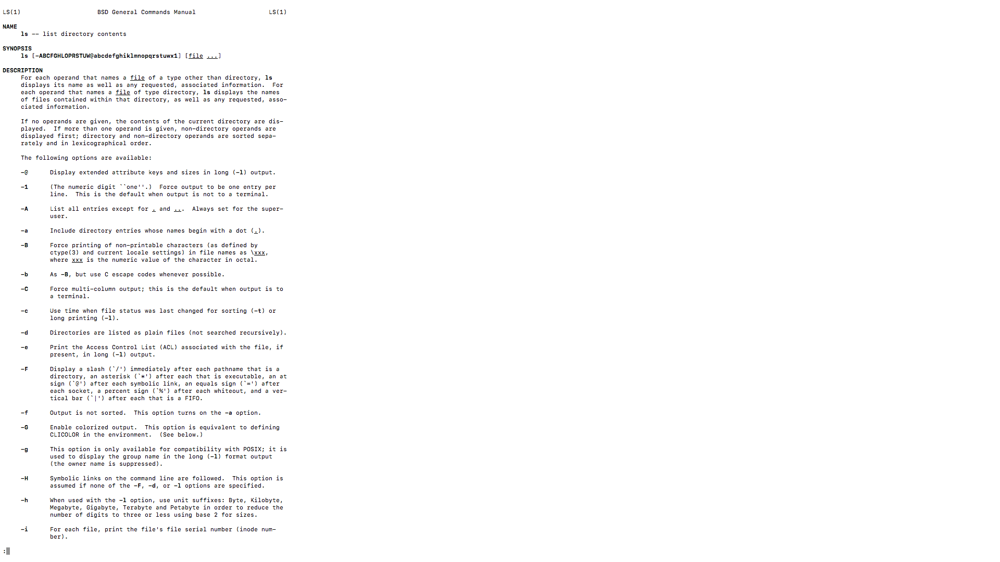 LS(1)                     BSD General Commands Manual                    LS(1)
NAME
ls -- list directory contents
SYNOPSIS
ls [-ABCFGHLOPRSTUW@abcdefghiklmnopqrstuwx1] [file ...]
DESCRIPTION
For each operand that names a file of a type other than directory, ls
displays its name as well as any requested, associated information.  For
each operand that names a file of type directory, ls displays the names
of files contained within that directory, as well as any requested, asso-
ciated information.
If no operands are given, the contents of the current directory are dis-
played.  If more than one operand is given, non-directory operands are
displayed first; directory and non-directory operands are sorted sepa-
rately and in lexicographical order.
The following options are available:
-@      Display extended attribute keys and sizes in long (-l) output.
-1      (The numeric digit ``one''.)  Force output to be one entry per
line.  This is the default when output is not to a terminal.
-A      List all entries except for . and ...  Always set for the super-
user.
-a      Include directory entries whose names begin with a dot (.).
-B      Force printing of non-printable characters (as defined by
ctype(3) and current locale settings) in file names as \xxx,
where xxx is the numeric value of the character in octal.
-b      As -B, but use C escape codes whenever possible.
-C      Force multi-column output; this is the default when output is to
a terminal.
-c      Use time when file status was last changed for sorting (-t) or
long printing (-l).
-d      Directories are listed as plain files (not searched recursively).
-e      Print the Access Control List (ACL) associated with the file, if
present, in long (-l) output.
-F      Display a slash (`/') immediately after each pathname that is a
directory, an asterisk (`*') after each that is executable, an at
sign (`@') after each symbolic link, an equals sign (`=') after
each socket, a percent sign (`%') after each whiteout, and a ver-
tical bar (`|') after each that is a FIFO.
-f      Output is not sorted.  This option turns on the -a option.
-G      Enable colorized output.  This option is equivalent to defining
CLICOLOR in the environment.  (See below.)
-g      This option is only available for compatibility with POSIX; it is
used to display the group name in the long (-l) format output
(the owner name is suppressed).
-H      Symbolic links on the command line are followed.  This option is
assumed if none of the -F, -d, or -l options are specified.
-h      When used with the -l option, use unit suffixes: Byte, Kilobyte,
Megabyte, Gigabyte, Terabyte and Petabyte in order to reduce the
number of digits to three or less using base 2 for sizes.
-i      For each file, print the file's file serial number (inode num-
ber).
: